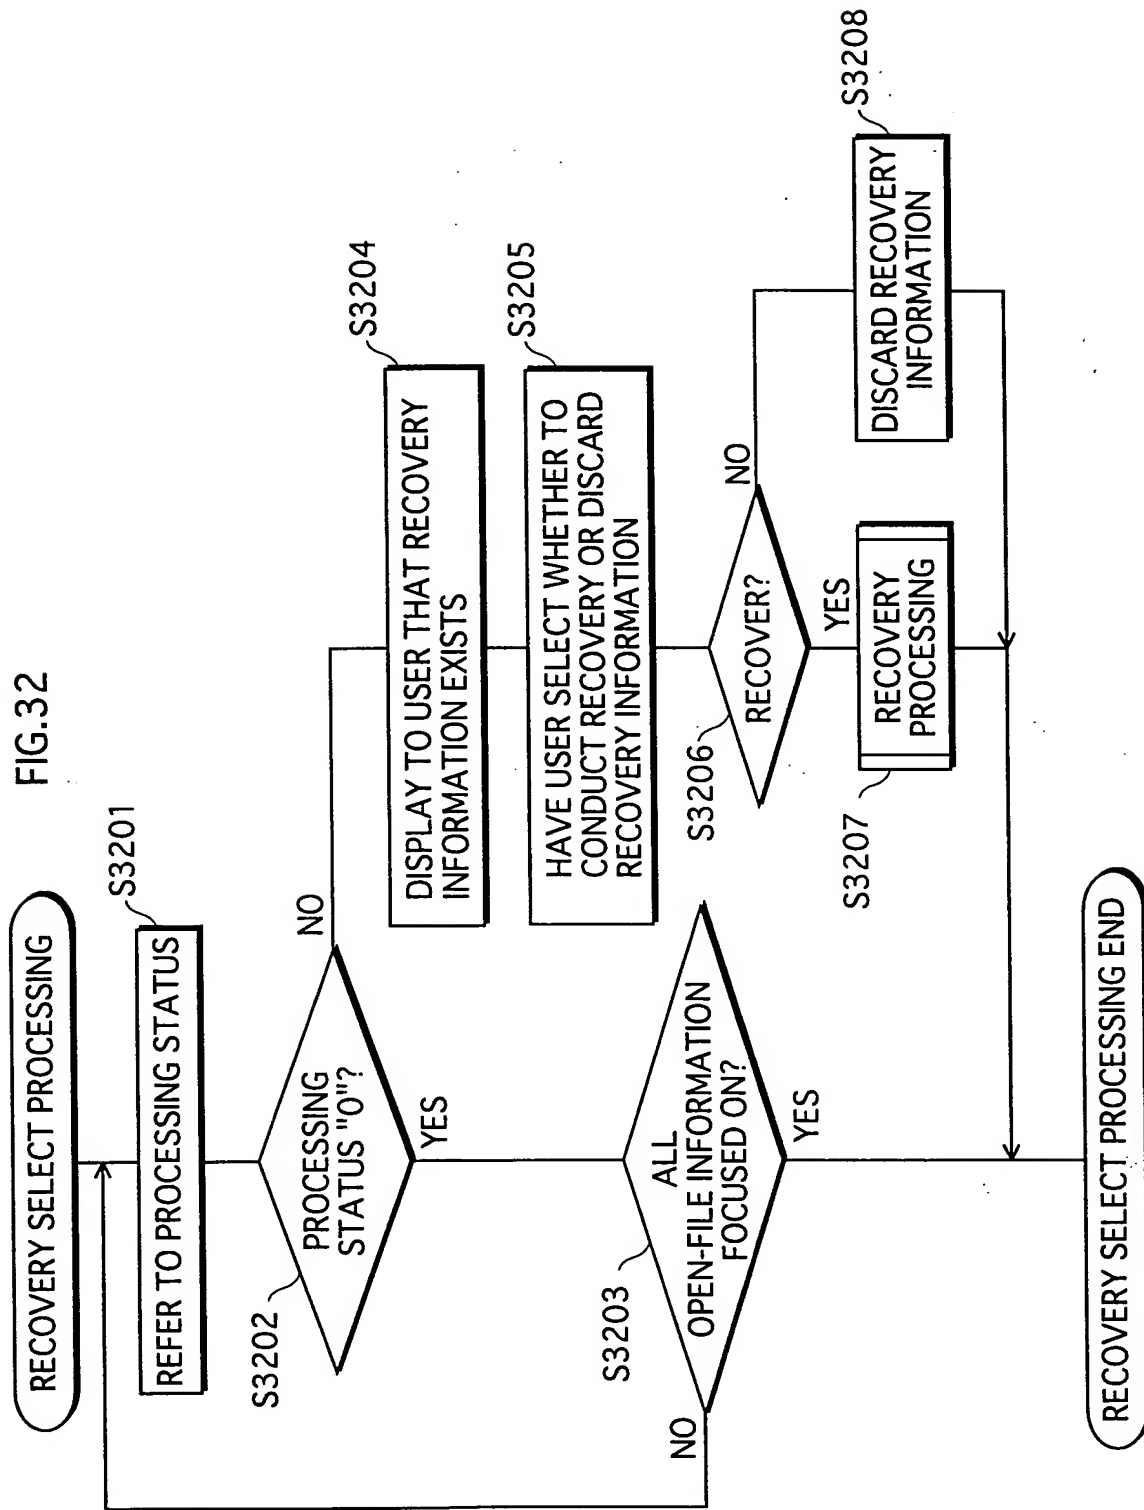 FIG.32
RECOVERY SELECT PROCESSING
S3201
REFER TO PROCESSING STATUS
S3202
PROCESSING
STATUS "0"?
NO
YES
S3203
ALL
OPEN-FILE INFORMATION
FOCUSED ON?
NO
YES
S3204
DISPLAY TO USER THAT RECOVERY
INFORMATION EXISTS
S3205
HAVE USER SELECT WHETHER TO
CONDUCT RECOVERY OR DISCARD
RECOVERY INFORMATION
S3206
RECOVER?
NO
YES
S3207
RECOVERY
PROCESSING
S3208
DISCARD RECOVERY
INFORMATION
RECOVERY SELECT PROCESSING END